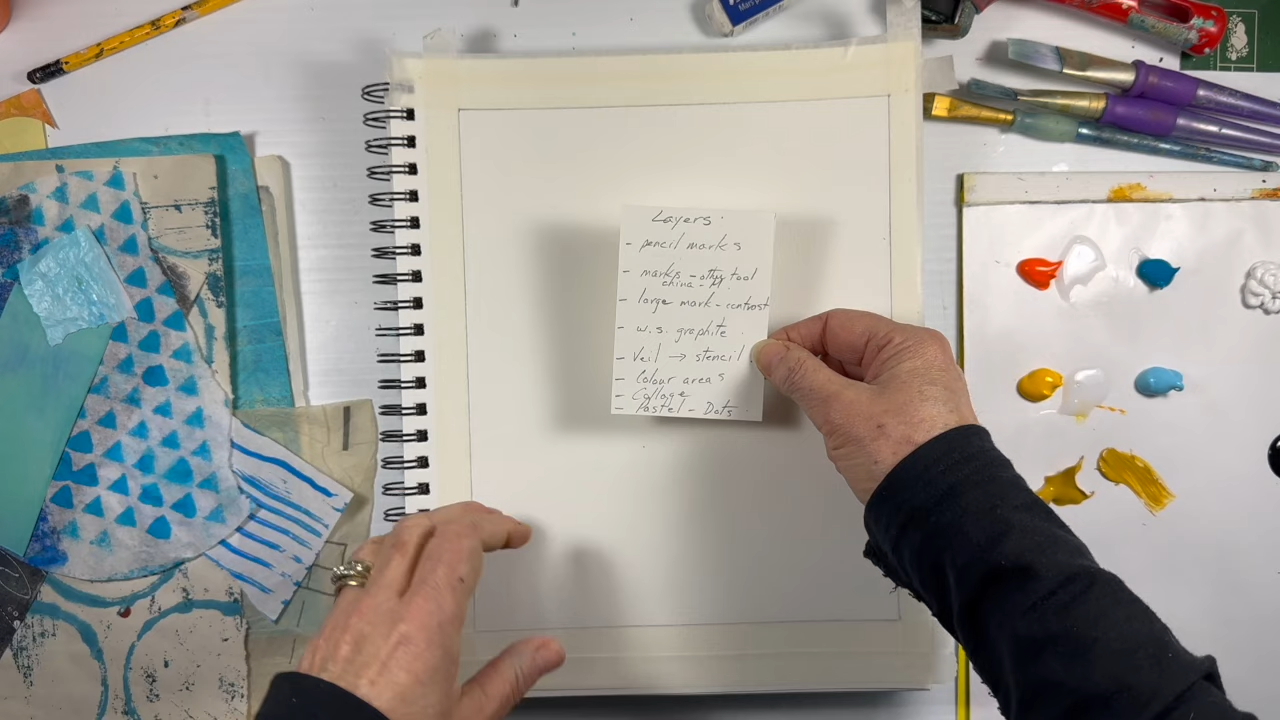 Layers.
- pencil marks
- marks - other tool
china - M.
- large mark - contrast
- w.s. graphite.
- Veil → stencil
- Colour areas
- Collage
- Pastel - Dots.